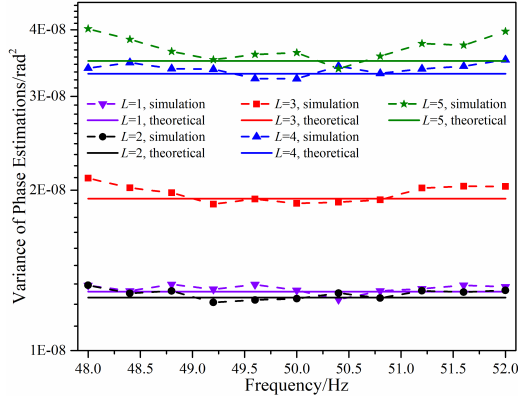 Variance of Phase Estimations/rad²
4E-08
3E-08
2E-08
1E-08
L=1, simulation
L=1, theoretical
L=2, simulation
L=2, theoretical
L=3, simulation
L=3, theoretical
L=4, simulation
L=4, theoretical
L=5, simulation
L=5, theoretical
48.0 48.5 49.0 49.5 50.0 50.5 51.0 51.5 52.0
Frequency/Hz